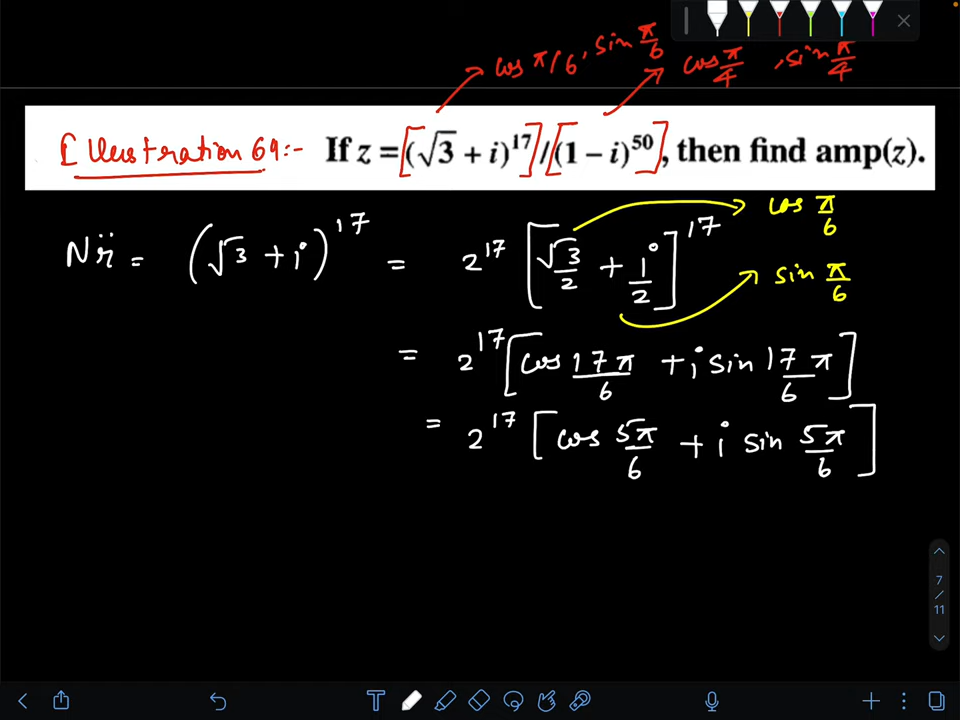 cos π/6, sin π/6 cos π/4, sin π/4
Illustration 69:- If z = [(√3 + i)^17]/[(1 − i)^50], then find amp(z).
cos π/6
Nr̈ = (√3 + i)^17 = 2^17 [√3/2 + i/2]^17
sin π/6
= 2^17 [cos 17π/6 + i sin 17/6 π]
= 2^17 [cos 5π/6 + i sin 5π/6]
7
/
11
T